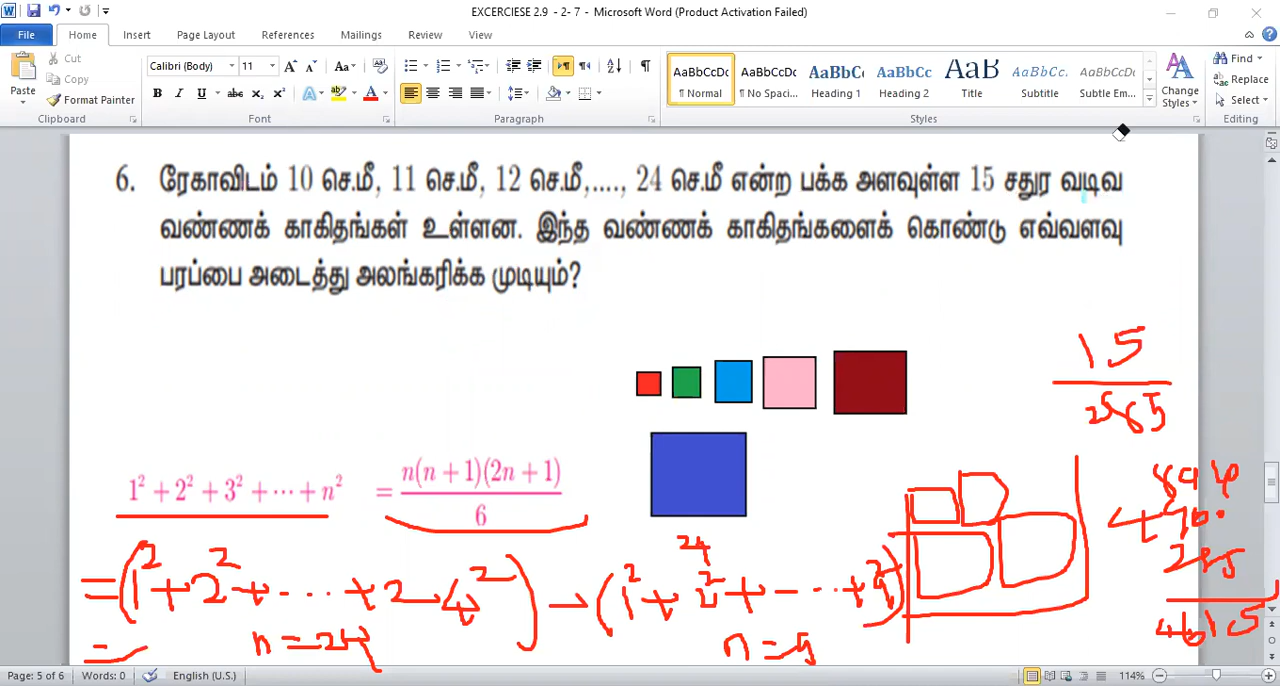 EXCERCIESE 2.9 - 2- 7 - Microsoft Word (Product Activation Failed)
File Home Insert Page Layout References Mailings Review View
Cut
Copy
Format Painter
Paste
Calibri (Body) 11
AaBbCcDc AaBbCcDc AaBbCc AaBbCc AaB AaBbCc. AaBbCcDc
¶ Normal ¶ No Spaci... Heading 1 Heading 2 Title Subtitle Subtle Em...
Change Styles
Find
Replace
Select
Clipboard Font Paragraph Styles Editing
6. ரேகாவிடம் 10 செ.மீ, 11 செ.மீ, 12 செ.மீ,...., 24 செ.மீ என்ற பக்க அளவுள்ள 15 சதுர வடிவ
வண்ணக் காகிதங்கள் உள்ளன. இந்த வண்ணக் காகிதங்களைக் கொண்டு எவ்வளவு
பரப்பை அடைத்து அலங்கரிக்க முடியும்?
15
1² + 2² + 3² + ⋯ + n² = n(n + 1)(2n + 1)
6
24
= (1² + 2² + ... + 24²) → (1² + 2² + ... + 9²)
n = 24
285
4615
Page: 5 of 6 Words: 0 English (U.S.) 114%